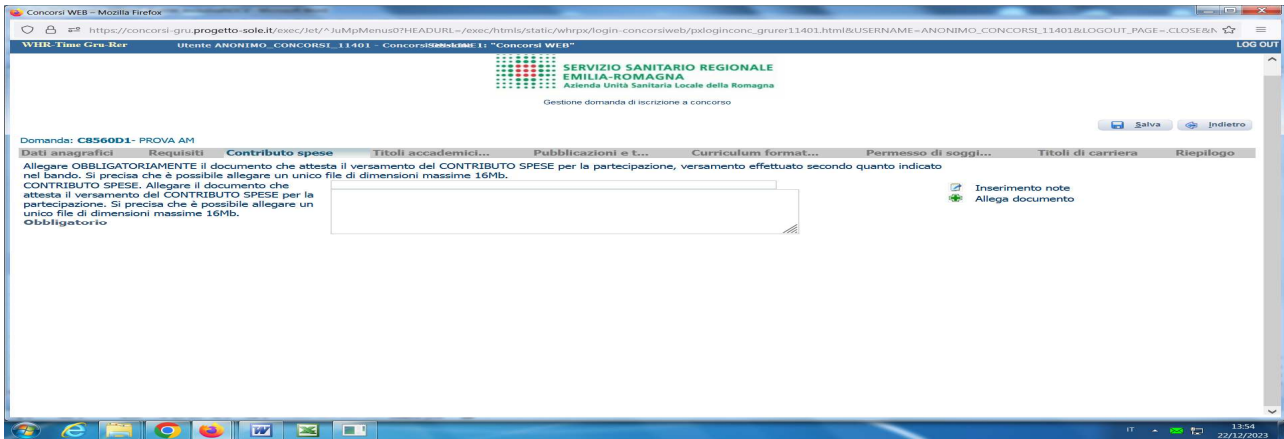 Concorsi WEB – Mozilla Firefox
https://concorsi-gru.progetto-sole.it/exec/Jet/^JuMpMenus0?HEADURL=/exec/htmls/static/whrpx/login-concorsiweb/pxloginconc_grurer11401.html&USERNAME=ANONIMO_CONCORSI_11401&LOGOUT_PAGE=.CLOSE&
WHR-Time Gru-Rer Utente ANONIMO_CONCORSI_11401 - Concorsi 1: "Concorsi WEB" LOG OUT
SERVIZIO SANITARIO REGIONALE
EMILIA-ROMAGNA
Azienda Unità Sanitaria Locale della Romagna
Gestione domanda di iscrizione a concorso
Salva Indietro
Domanda: C8560D1- PROVA AM
Dati anagrafici Requisiti Contributo spese Titoli accademici... Pubblicazioni e t... Curriculum format... Permesso di soggi... Titoli di carriera Riepilogo
Allegare OBBLIGATORIAMENTE il documento che attesta il versamento del CONTRIBUTO SPESE per la partecipazione, versamento effettuato secondo quanto indicato
nel bando. Si precisa che è possibile allegare un unico file di dimensioni massime 16Mb.
CONTRIBUTO SPESE. Allegare il documento che
attesta il versamento del CONTRIBUTO SPESE per la
partecipazione. Si precisa che è possibile allegare un
unico file di dimensioni massime 16Mb.
Obbligatorio
Inserimento note
Allega documento
IT 13:54
22/12/2023